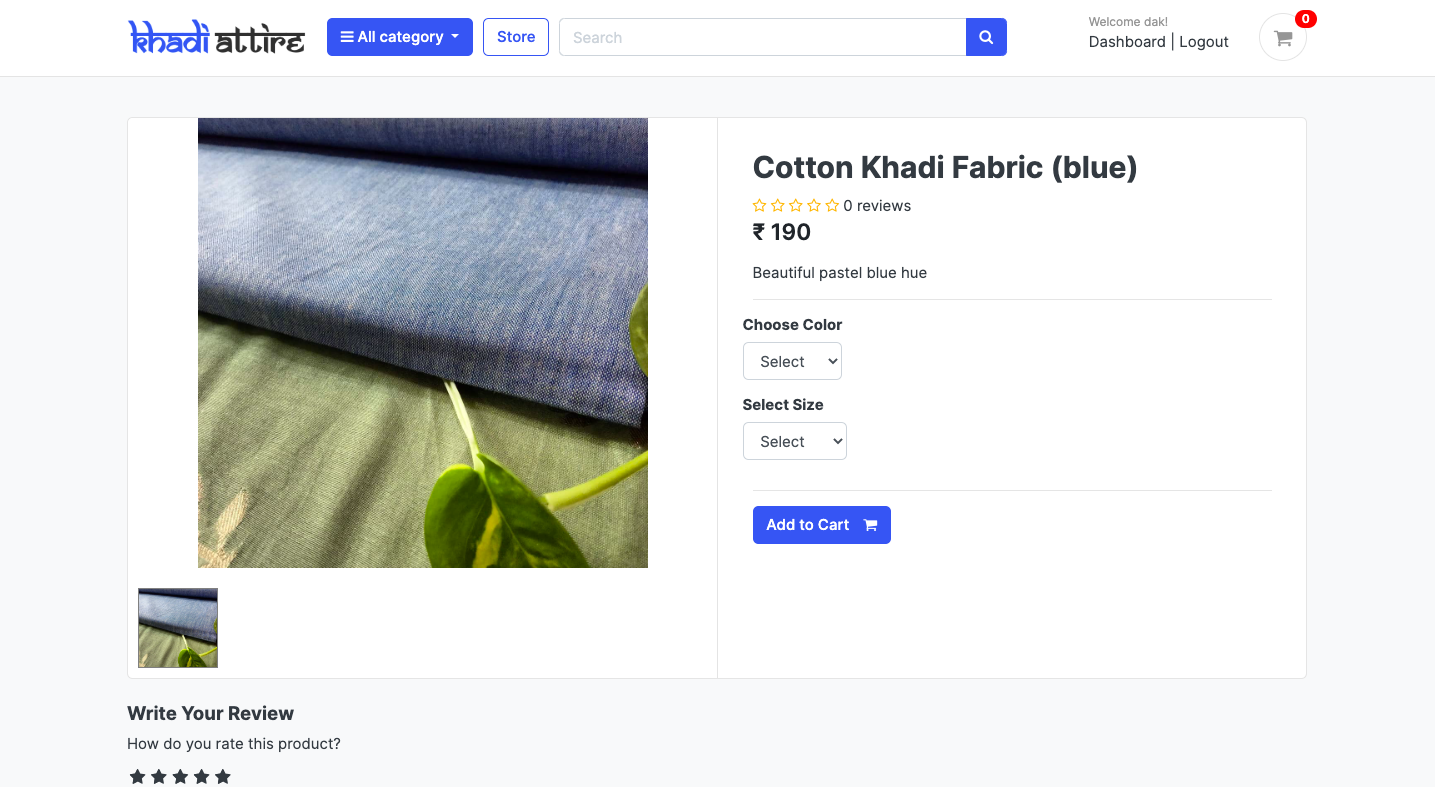 khadi attire
All category
Store
Search
Welcome dak!
Dashboard | Logout
0
Cotton Khadi Fabric (blue)
0 reviews
₹ 190
Beautiful pastel blue hue
Choose Color
Select
Select Size
Select
Add to Cart
Write Your Review
How do you rate this product?